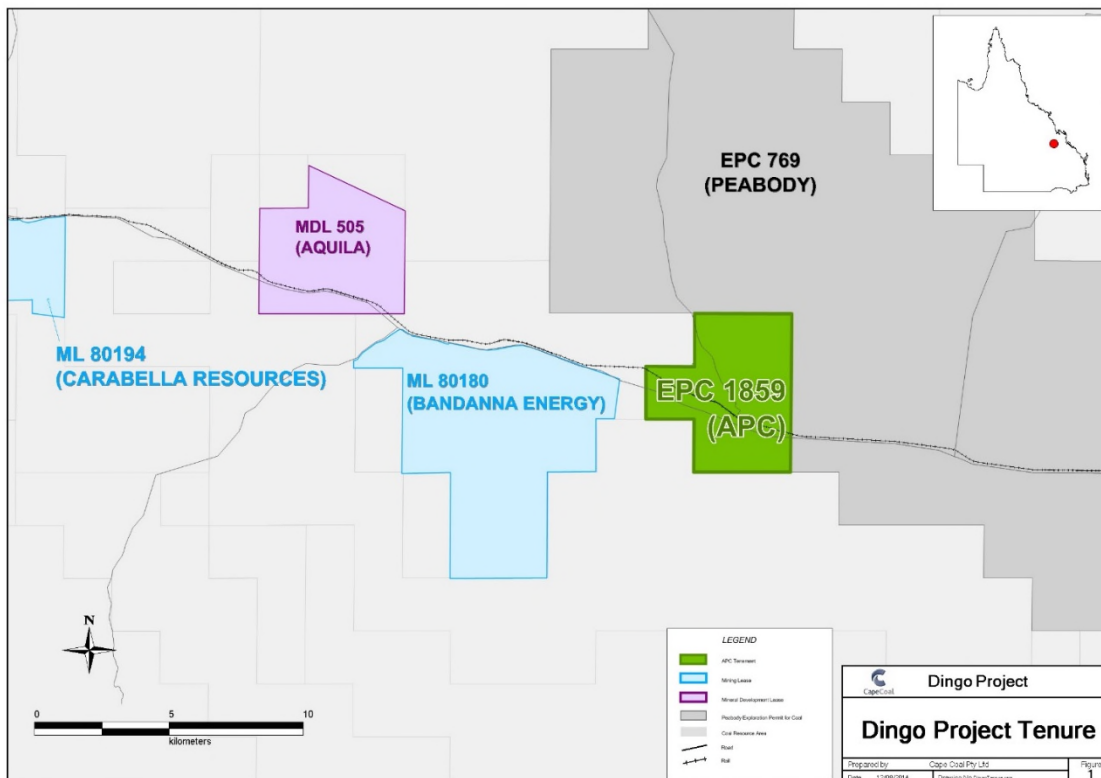 EPC 769
(PEABODY)
MDL 505
(AQUILA)
ML 80194
(CARABELLA RESOURCES)
ML 80180
(BANDANNA ENERGY)
EPC 1859
(APC)
N
0 5 10
kilometers
LEGEND
APC Tenement
Mining Lease
Mineral Development Lease
Peabody Exploration Permit for Coal
Coal Resource Area
Road
Rail
CapeCoal
Dingo Project
Dingo Project Tenure
Prepared by Cape Coal Pty Ltd
Figure
1
Date